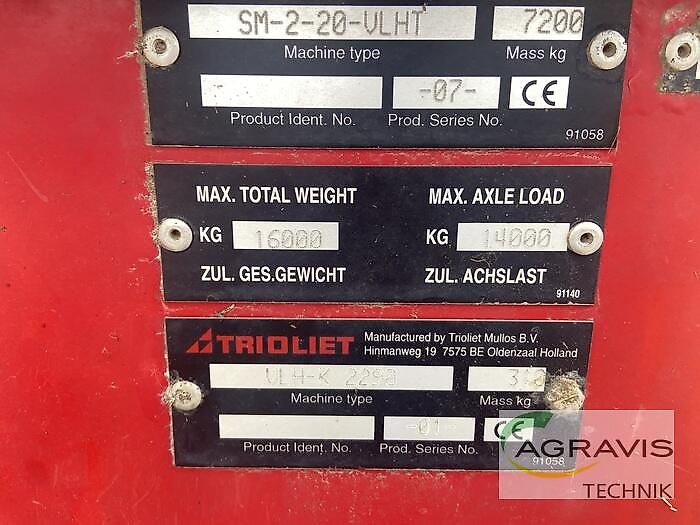 SM-2-20-VLHT 7200
Machine type Mass kg
-07- CE
Product Ident. No. Prod. Series No.
91058
MAX. TOTAL WEIGHT MAX. AXLE LOAD
KG 16000 KG 14000
ZUL. GES.GEWICHT ZUL. ACHSLAST
91140
TRIOLIET Manufactured by Trioliet Mullos B.V.
Hinmanweg 19 7575 BE Oldenzaal Holland
VLH-K 2290
Machine type Mass kg
-01- CE
Product Ident. No. Prod. Series No.
91058
AGRAVIS
TECHNIK